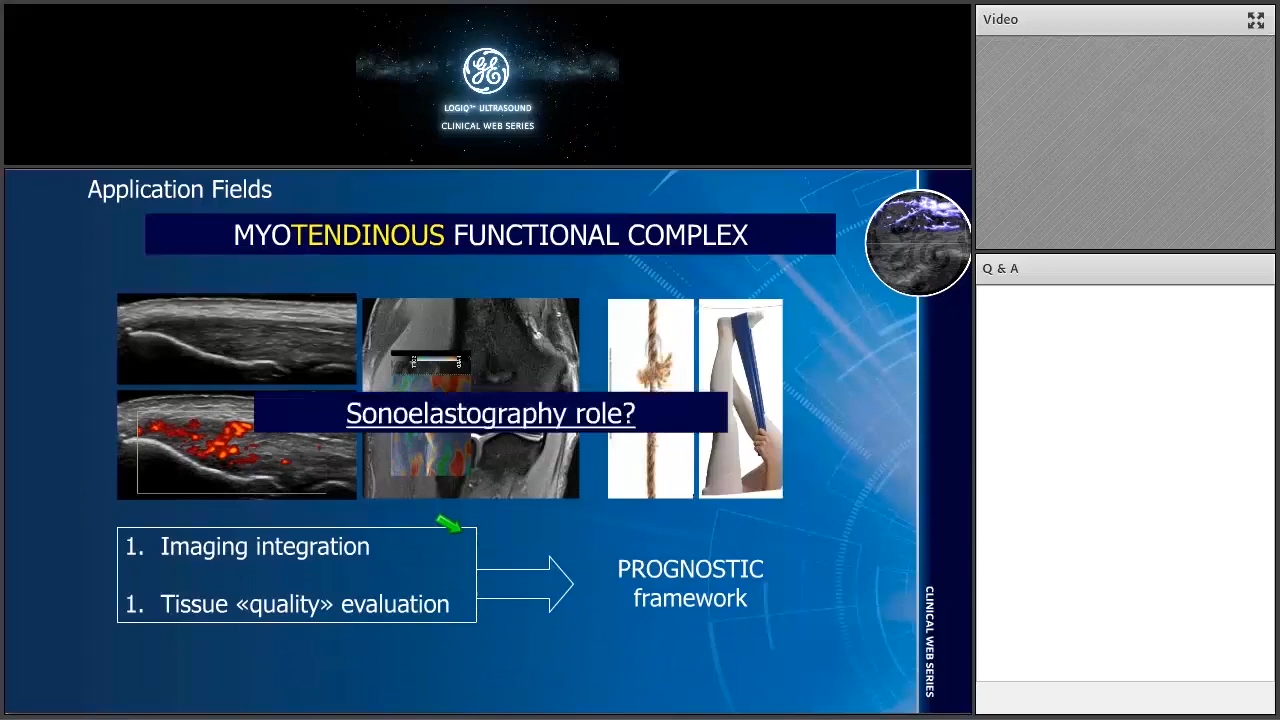 Video
LOGIQ™ ULTRASOUND
CLINICAL WEB SERIES
Application Fields
MYOTENDINOUS FUNCTIONAL COMPLEX
Q & A
Sonoelastography role?
1. Imaging integration
1. Tissue «quality» evaluation
PROGNOSTIC
framework
CLINICAL WEB SERIES